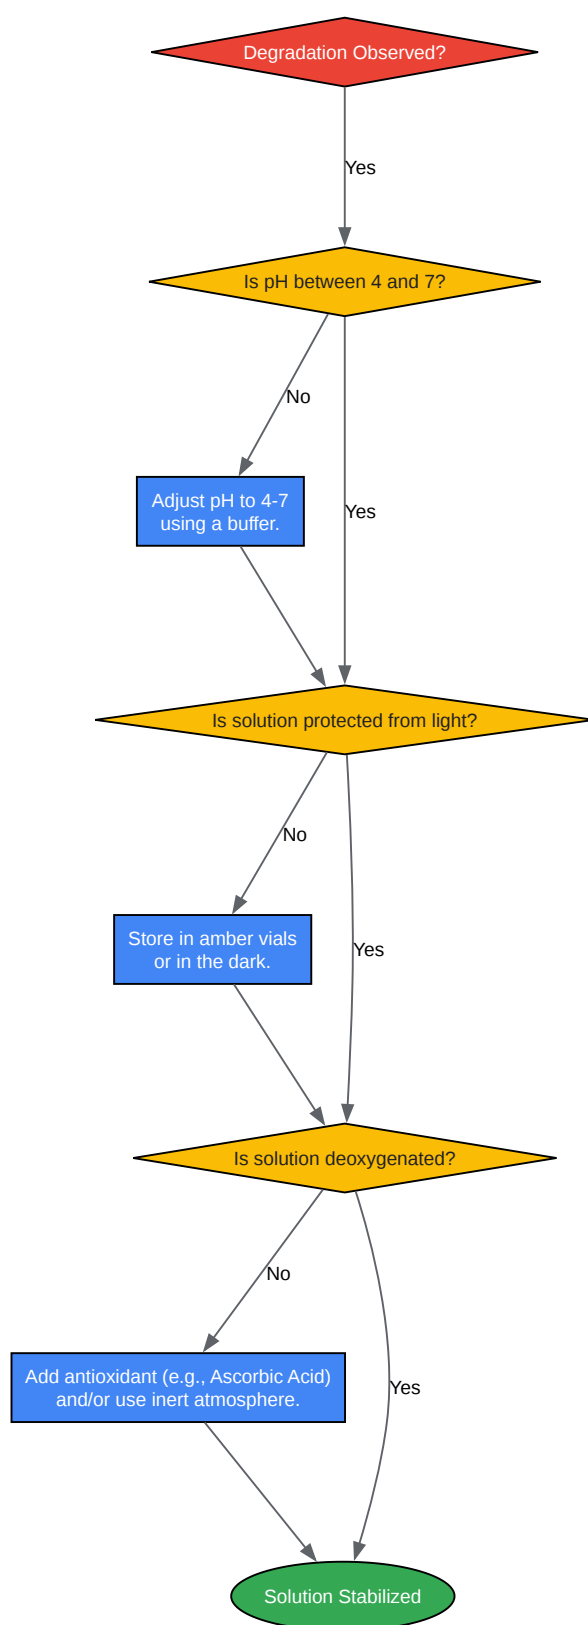 Degradation Observed?
Yes
Is pH between 4 and 7?
No
Adjust pH to 4-7
using a buffer.
Yes
Is solution protected from light?
No
Store in amber vials
or in the dark.
Yes
Is solution deoxygenated?
No
Add antioxidant (e.g., Ascorbic Acid)
and/or use inert atmosphere.
Yes
Solution Stabilized